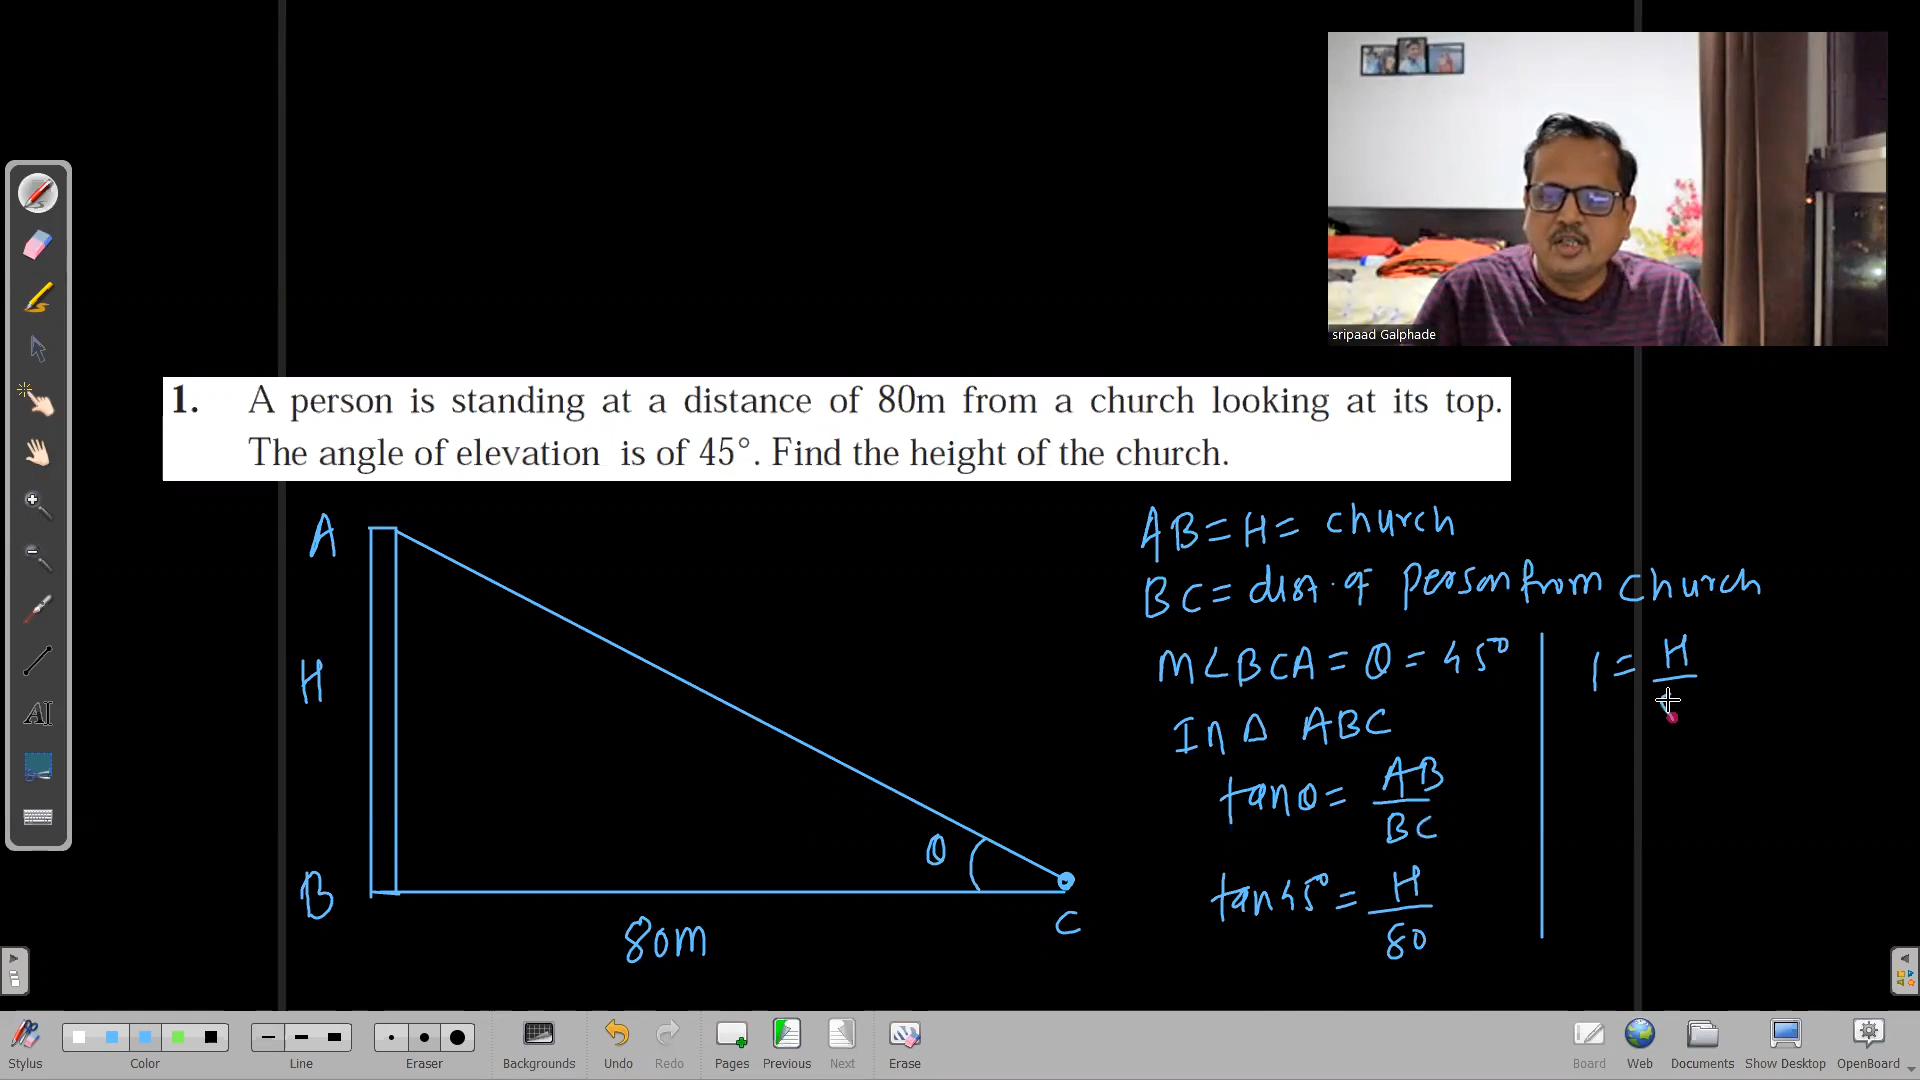 sripaad Galphade
1. A person is standing at a distance of 80m from a church looking at its top.
The angle of elevation is of 45°. Find the height of the church.
A
H
B
80m
θ
C
AB = H = church
BC = dist. of person from church
m∠BCA = θ = 45°
In Δ ABC
tanθ = AB / BC
tan45° = H / 80
1 = H
Stylus
Color
Line
Eraser
Backgrounds
Undo
Redo
Pages
Previous
Next
Erase
Board
Web
Documents
Show Desktop
OpenBoard
AI